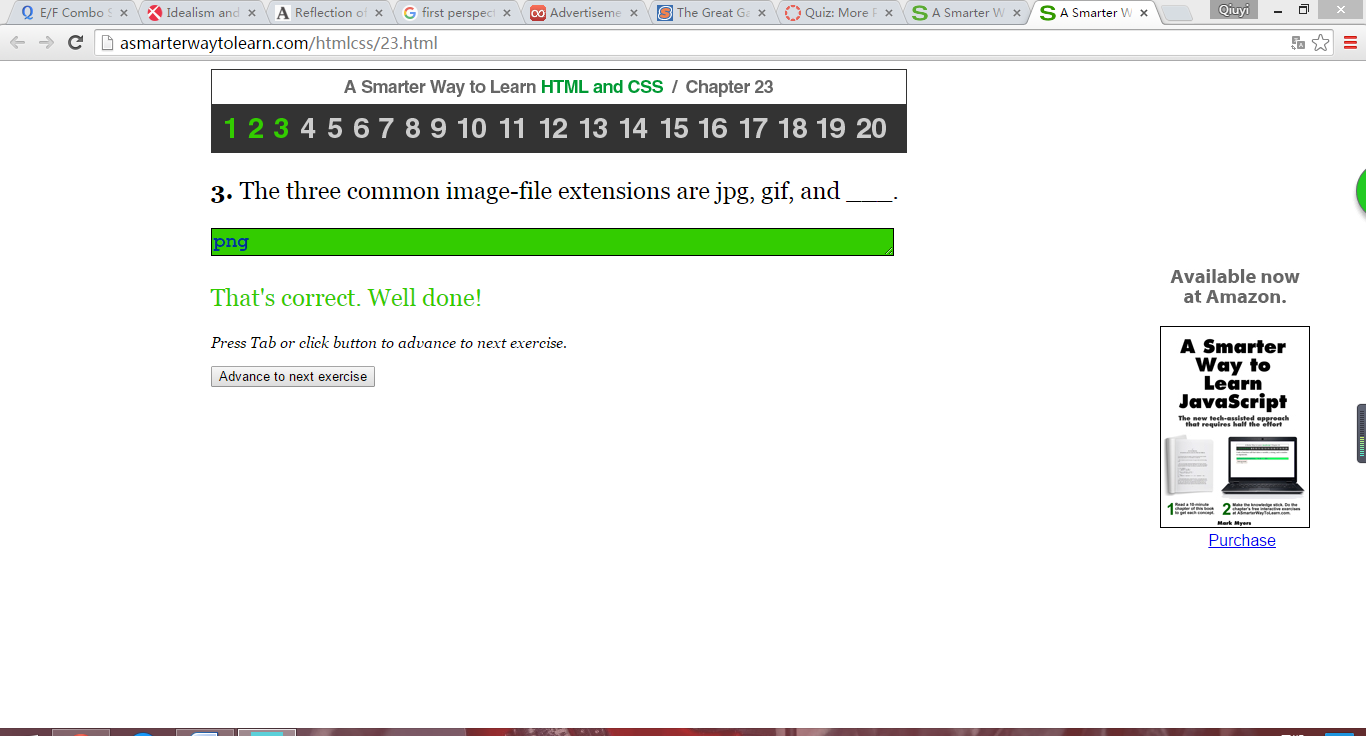 E/F Combo S
Idealism and
Reflection of
first perspect
Advertiseme
The Great Ga
Quiz: More P
A Smarter W
A Smarter W
Qiuyi
asmarterwaytolearn.com/htmlcss/23.html
A Smarter Way to Learn HTML and CSS / Chapter 23
1 2 3 4 5 6 7 8 9 10 11 12 13 14 15 16 17 18 19 20
3. The three common image-file extensions are jpg, gif, and ___.
png
That's correct. Well done!
Press Tab or click button to advance to next exercise.
Advance to next exercise
Available now
at Amazon.
A Smarter
Way to
Learn
JavaScript
The new tech-assisted approach
that requires half the effort
1 Read a 10-minute
chapter of this book
to get each concept.
2 Make the knowledge stick. Do the
chapter's free interactive exercises
at ASmarterWayToLearn.com.
Mark Myers
Purchase